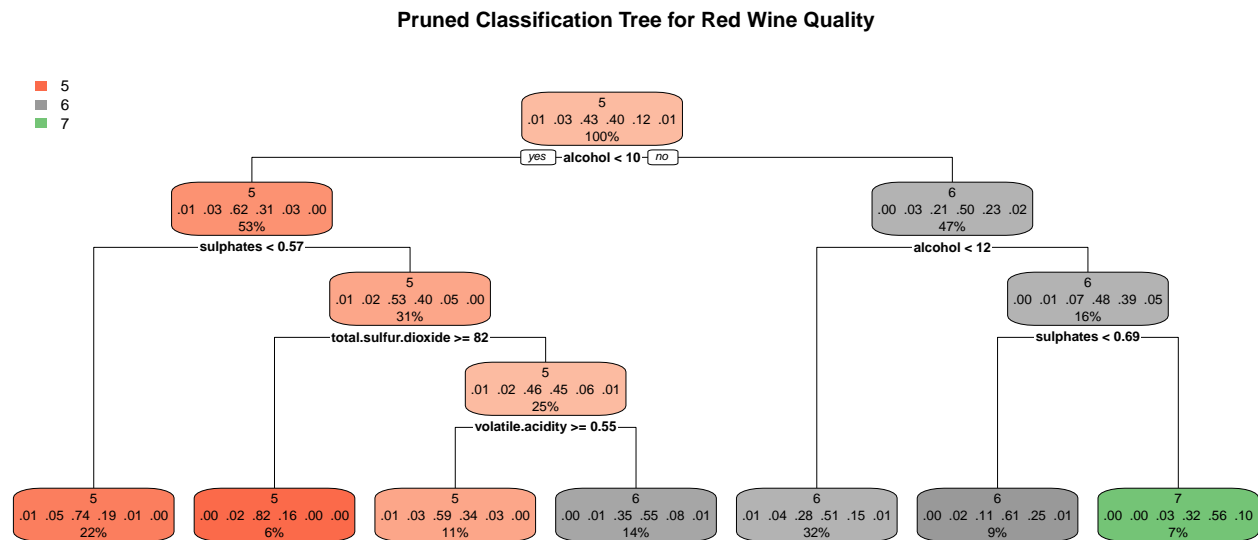 Pruned Classification Tree for Red Wine Quality
5
6
7
5
.01 .03 .43 .40 .12 .01
100%
yes alcohol < 10 no
5
.01 .03 .62 .31 .03 .00
53%
sulphates < 0.57
6
.00 .03 .21 .50 .23 .02
47%
alcohol < 12
5
.01 .02 .53 .40 .05 .00
31%
total.sulfur.dioxide >= 82
6
.00 .01 .07 .48 .39 .05
16%
sulphates < 0.69
5
.01 .02 .46 .45 .06 .01
25%
volatile.acidity >= 0.55
5
.01 .05 .74 .19 .01 .00
22%
5
.00 .02 .82 .16 .00 .00
6%
5
.01 .03 .59 .34 .03 .00
11%
6
.00 .01 .35 .55 .08 .01
14%
6
.01 .04 .28 .51 .15 .01
32%
6
.00 .02 .11 .61 .25 .01
9%
7
.00 .00 .03 .32 .56 .10
7%